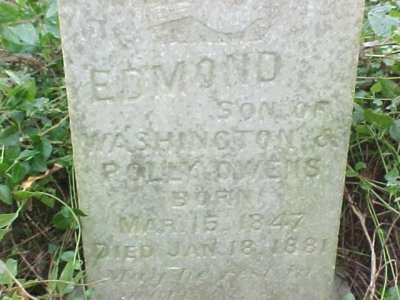 EDMOND
SON OF
WASHINGTON &
POLLY OWENS
BORN
MAR. 15, 1847
DIED JAN. 18, 1881